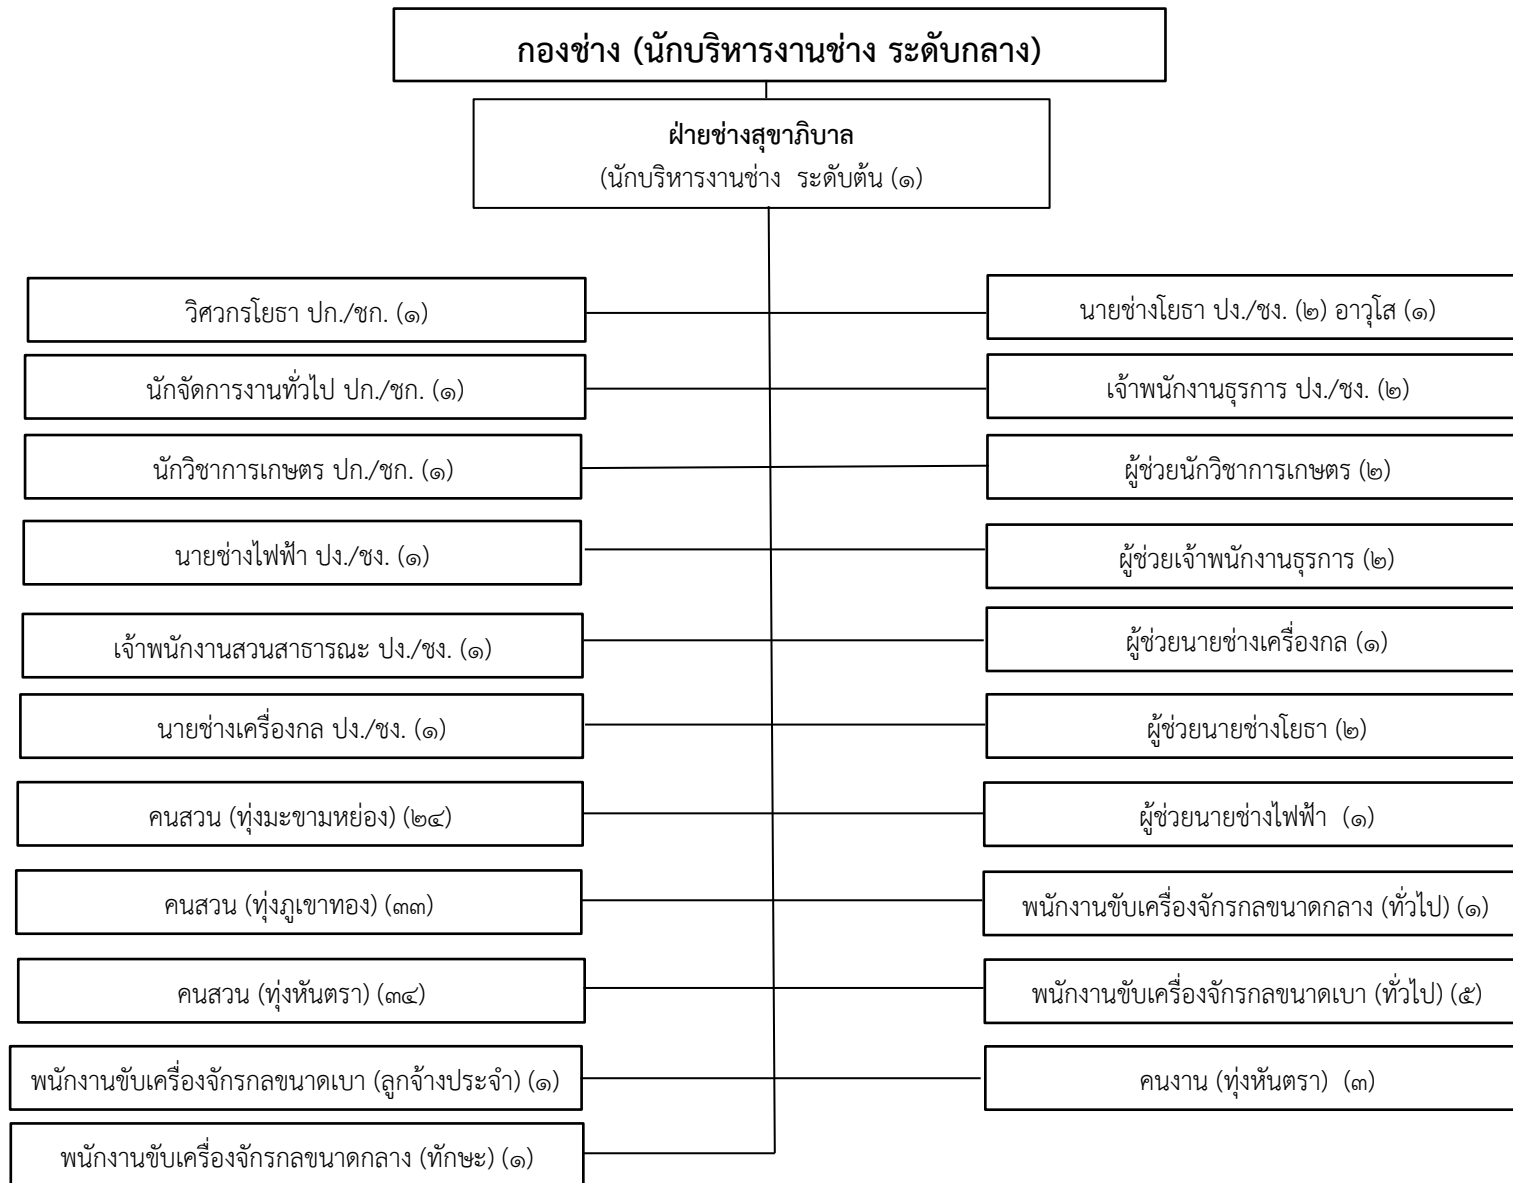 กองช่าง (นักบริหารงานช่าง ระดับกลาง)
ฝ่ายช่างสุขาภิบาล
(นักบริหารงานช่าง ระดับต้น (๑)
วิศวกรโยธา ปก./ชก. (๑)
นายช่างโยธา ปง./ชง. (๒) อาวุโส (๑)
นักจัดการงานทั่วไป ปก./ชก. (๑)
เจ้าพนักงานธุรการ ปง./ชง. (๒)
นักวิชาการเกษตร ปก./ชก. (๑)
ผู้ช่วยนักวิชาการเกษตร (๒)
นายช่างไฟฟ้า ปง./ชง. (๑)
ผู้ช่วยเจ้าพนักงานธุรการ (๒)
เจ้าพนักงานสวนสาธารณะ ปง./ชง. (๑)
ผู้ช่วยนายช่างเครื่องกล (๑)
นายช่างเครื่องกล ปง./ชง. (๑)
ผู้ช่วยนายช่างโยธา (๒)
คนสวน (ทุ่งมะขามหย่อง) (๒๔)
ผู้ช่วยนายช่างไฟฟ้า (๑)
คนสวน (ทุ่งภูเขาทอง) (๓๓)
พนักงานขับเครื่องจักรกลขนาดกลาง (ทั่วไป) (๑)
คนสวน (ทุ่งหันตรา) (๓๔)
พนักงานขับเครื่องจักรกลขนาดเบา (ทั่วไป) (๕)
พนักงานขับเครื่องจักรกลขนาดเบา (ลูกจ้างประจำ) (๑)
คนงาน (ทุ่งหันตรา) (๓)
พนักงานขับเครื่องจักรกลขนาดกลาง (ทักษะ) (๑)